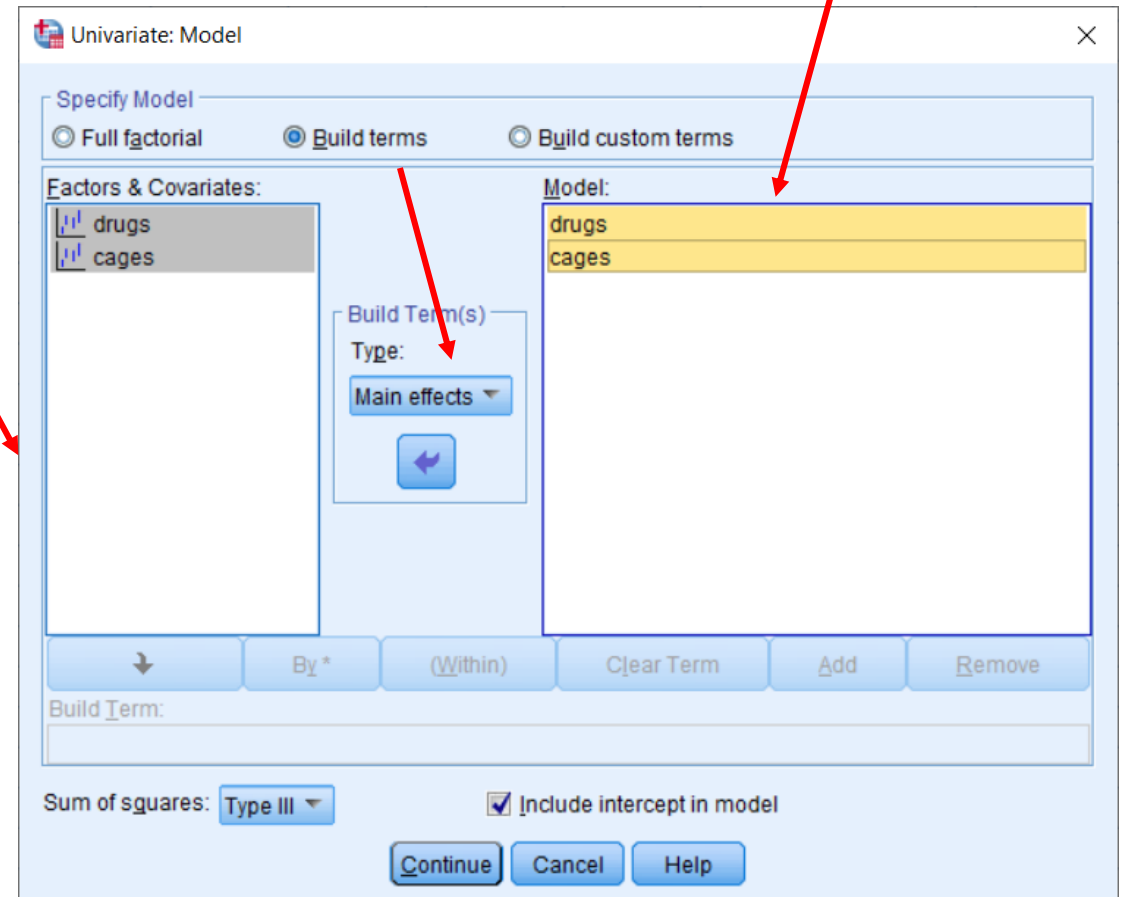 Univariate: Model
Specify Model
Full factorial
Build terms
Build custom terms
Factors & Covariates:
drugs
cages
Build Term(s)
Type:
Main effects
Model:
drugs
cages
By *
(Within)
Clear Term
Add
Remove
Build Term:
Sum of squares: Type III
Include intercept in model
Continue
Cancel
Help